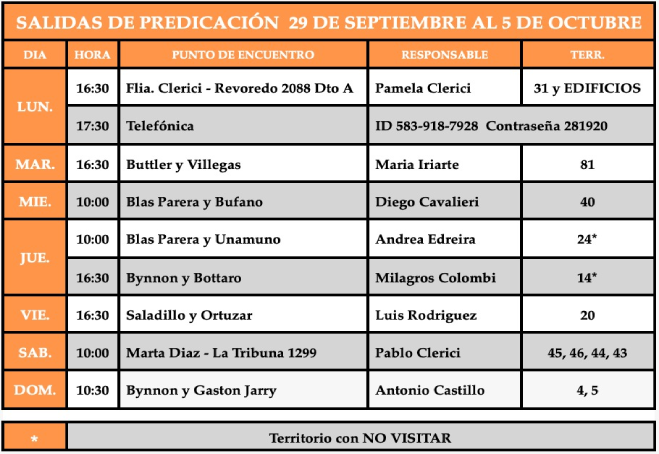 SALIDAS DE PREDICACIÓN 29 DE SEPTIEMBRE AL 5 DE OCTUBRE
DIA HORA PUNTO DE ENCUENTRO RESPONSABLE TERR.
LUN. 16:30 Flia. Clerici - Revoredo 2088 Dto A Pamela Clerici 31 y EDIFICIOS
17:30 Telefónica ID 583-918-7928 Contraseña 281920
MAR. 16:30 Buttler y Villegas Maria Iriarte 81
MIE. 10:00 Blas Parera y Bufano Diego Cavalieri 40
JUE. 10:00 Blas Parera y Unamuno Andrea Edreira 24*
16:30 Bynnon y Bottaro Milagros Colombi 14*
VIE. 16:30 Saladillo y Ortuzar Luis Rodriguez 20
SAB. 10:00 Marta Diaz - La Tribuna 1299 Pablo Clerici 45, 46, 44, 43
DOM. 10:30 Bynnon y Gaston Jarry Antonio Castillo 4, 5
* Territorio con NO VISITAR